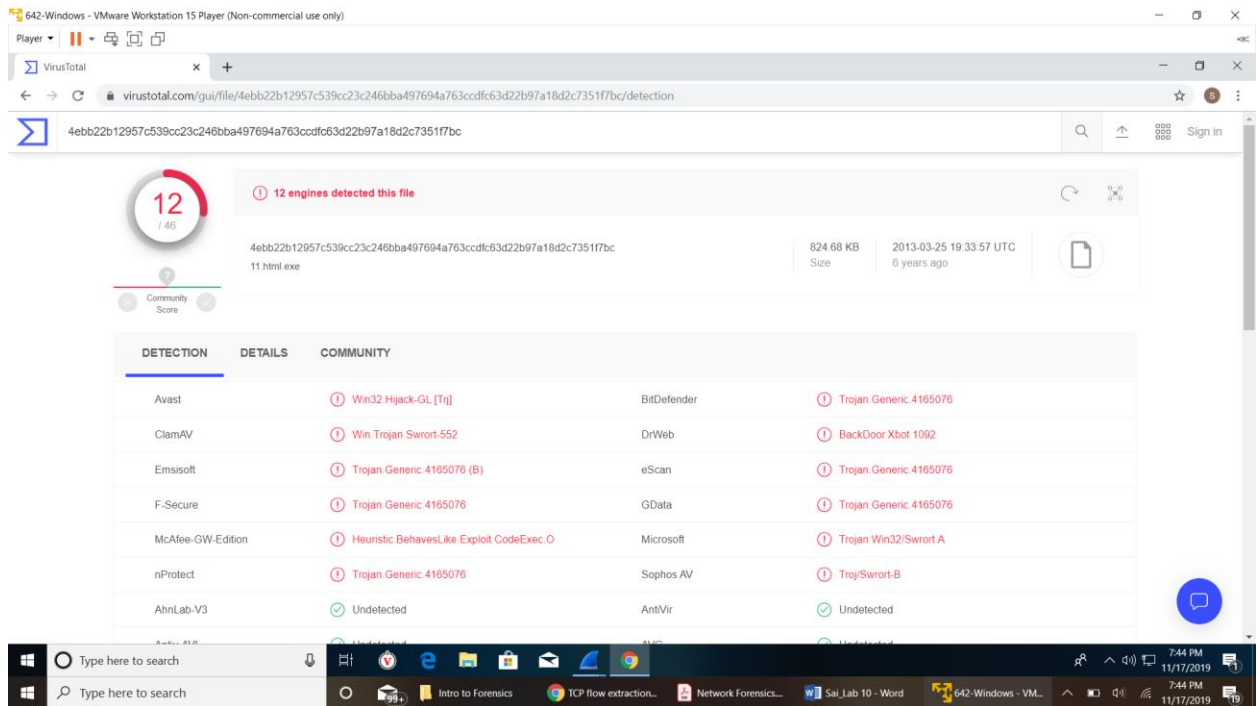 642-Windows - VMware Workstation 15 Player (Non-commercial use only)
Player
VirusTotal
virustotal.com/gui/file/4ebb22b12957c539cc23c246bba497694a763ccdfc63d22b97a18d2c7351f7bc/detection
S
4ebb22b12957c539cc23c246bba497694a763ccdfc63d22b97a18d2c7351f7bc
Sign in
12
/ 46
12 engines detected this file
4ebb22b12957c539cc23c246bba497694a763ccdfc63d22b97a18d2c7351f7bc
11.html.exe
824.68 KB
Size
2013-03-25 19:33:57 UTC
6 years ago
?
Community
Score
DETECTION DETAILS COMMUNITY
Avast Win32:Hijack-GL [Trj] BitDefender Trojan.Generic.4165076
ClamAV Win.Trojan.Swrort-552 DrWeb BackDoor.Xbot.1092
Emsisoft Trojan.Generic.4165076 (B) eScan Trojan.Generic.4165076
F-Secure Trojan.Generic.4165076 GData Trojan.Generic.4165076
McAfee-GW-Edition Heuristic.BehavesLike.Exploit.CodeExec.O Microsoft Trojan:Win32/Swrort.A
nProtect Trojan.Generic.4165076 Sophos AV Troj/Swrort-B
AhnLab-V3 Undetected AntiVir Undetected
Type here to search
7:44 PM
11/17/2019
1
Type here to search
99+
Intro to Forensics
TCP flow extraction...
Network Forensics...
Sai_Lab 10 - Word
642-Windows - VM...
7:44 PM
11/17/2019
19